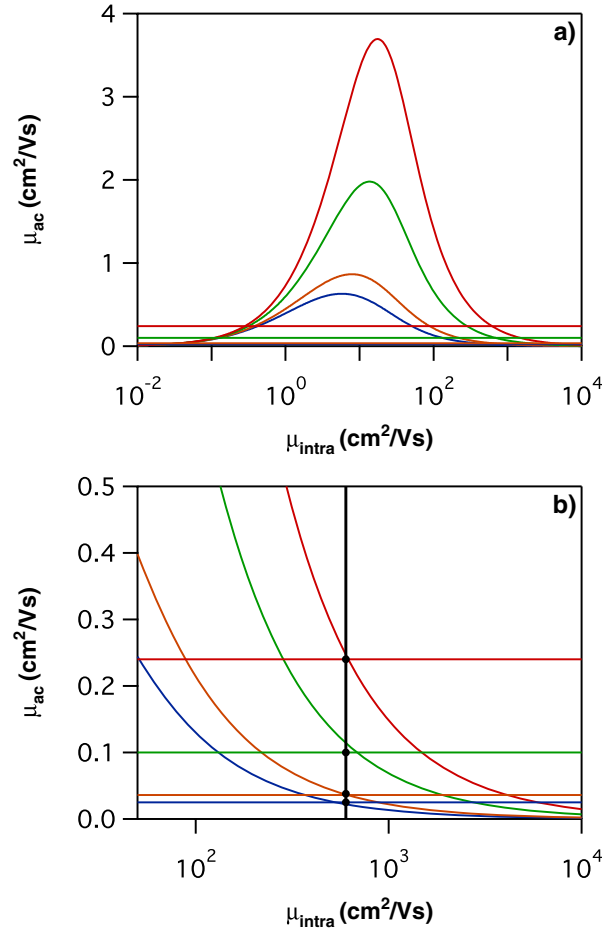 a)
4
3
2
1
0
μac (cm²/Vs)
10⁻² 10⁰ 10² 10⁴
μintra (cm²/Vs)
b)
0.5
0.4
0.3
0.2
0.1
0.0
μac (cm²/Vs)
10² 10³ 10⁴
μintra (cm²/Vs)